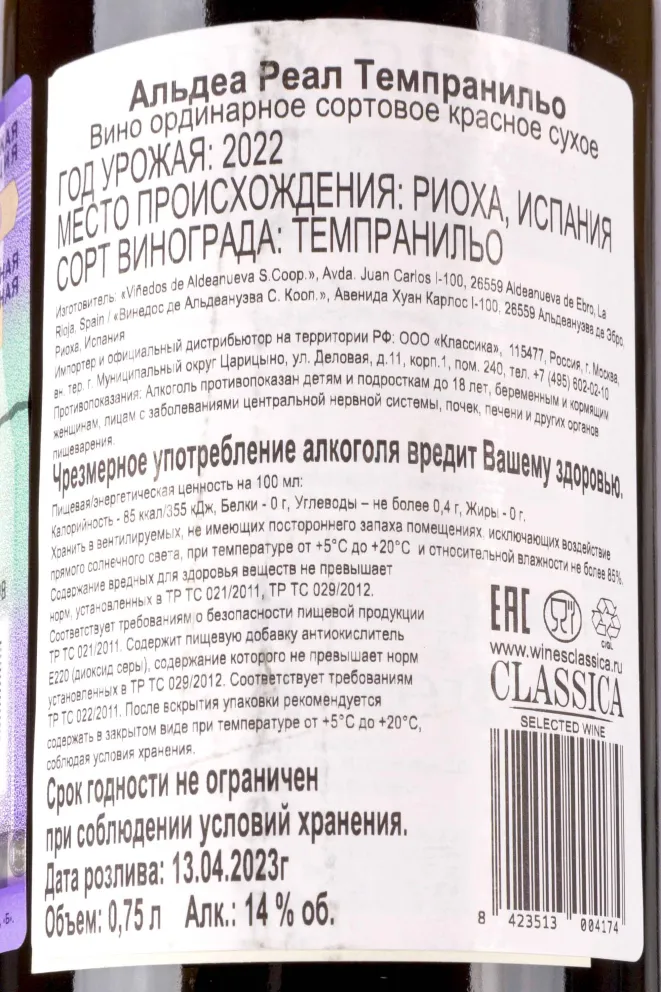 Альдеа Реал Темпранильо
Вино ординарное сортовое красное сухое
ГОД УРОЖАЯ: 2022
МЕСТО ПРОИСХОЖДЕНИЯ: РИОХА, ИСПАНИЯ
СОРТ ВИНОГРАДА: ТЕМПРАНИЛЬО
Изготовитель: «Viñedos de Aldeanueva S.Coop.», Avda. Juan Carlos I-100, 26559 Aldeanueva de Ebro, La
Rioja, Spain / «Винедос де Альдеануэва С. Кооп.», Авенида Хуан Карлос I-100, 26559 Альдеануэва де Эбро,
Риоха, Испания
Импортер и официальный дистрибьютор на территории РФ: ООО «Классика», 115477, Россия, г. Москва,
вн. тер. г. Муниципальный округ Царицыно, ул. Деловая, д.11, корп.1, пом. 240, тел. +7 (495) 602-02-10
Противопоказания: Алкоголь противопоказан детям и подросткам до 18 лет, беременным и кормящим
женщинам, лицам с заболеваниями центральной нервной системы, почек, печени и других органов
пищеварения.
Чрезмерное употребление алкоголя вредит Вашему здоровью.
Пищевая/энергетическая ценность на 100 мл:
Калорийность - 85 ккал/355 кДж, Белки - 0 г, Углеводы – не более 0,4 г, Жиры - 0 г.
Хранить в вентилируемых, не имеющих постороннего запаха помещениях, исключающих воздействие
прямого солнечного света, при температуре от +5°С до +20°С и относительной влажности не более 85%.
Содержание вредных для здоровья веществ не превышает
норм, установленных в ТР ТС 021/2011, ТР ТС 029/2012.
Соответствует требованиям о безопасности пищевой продукции
ТР ТС 021/2011. Содержит пищевую добавку антиокислитель
Е220 (диоксид серы), содержание которого не превышает норм
установленных в ТР ТС 029/2012. Соответствует требованиям
ТР ТС 022/2011. После вскрытия упаковки рекомендуется
содержать в закрытом виде при температуре от +5°С до +20°С,
соблюдая условия хранения.
EAC
C/GL
www.winesclassica.ru
CLASSICA
SELECTED WINE
Срок годности не ограничен
при соблюдении условий хранения.
Дата розлива: 13.04.2023г
Объем: 0,75 л Алк.: 14 % об.
8 423513 004174